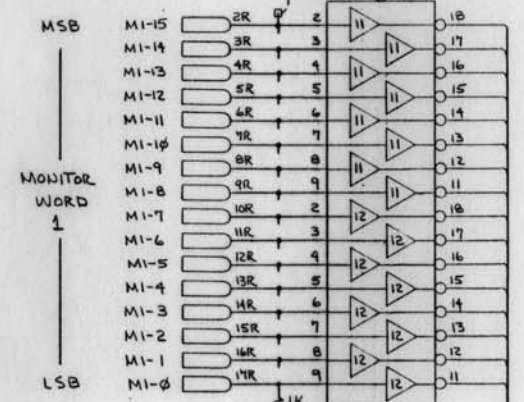 MSB M1-15 2R 2 11 18
M1-14 3R 3 11 17
M1-13 4R 4 11 16
M1-12 5R 5 11 15
M1-11 6R 6 11 14
M1-1Ø 7R 7 11 13
M1-9 8R 8 11 12
M1-8 9R 9 11 11
M1-7 10R 2 12 18
M1-6 11R 3 12 17
M1-5 12R 4 12 16
M1-4 13R 5 12 15
M1-3 14R 6 12 14
M1-2 15R 7 12 13
M1-1 16R 8 12 12
LSB M1-Ø 17R 9 12 11
MONITOR
WORD
1
1K